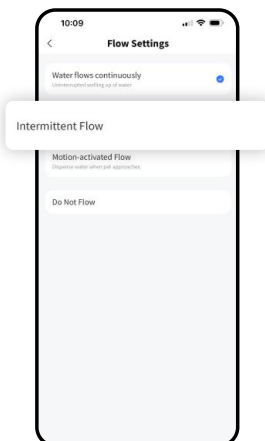 10:09
Flow Settings
Water flows continuously
Uninterrupted welling up of water
Intermittent Flow
Motion-activated Flow
Dispense water when pet approaches
Do Not Flow